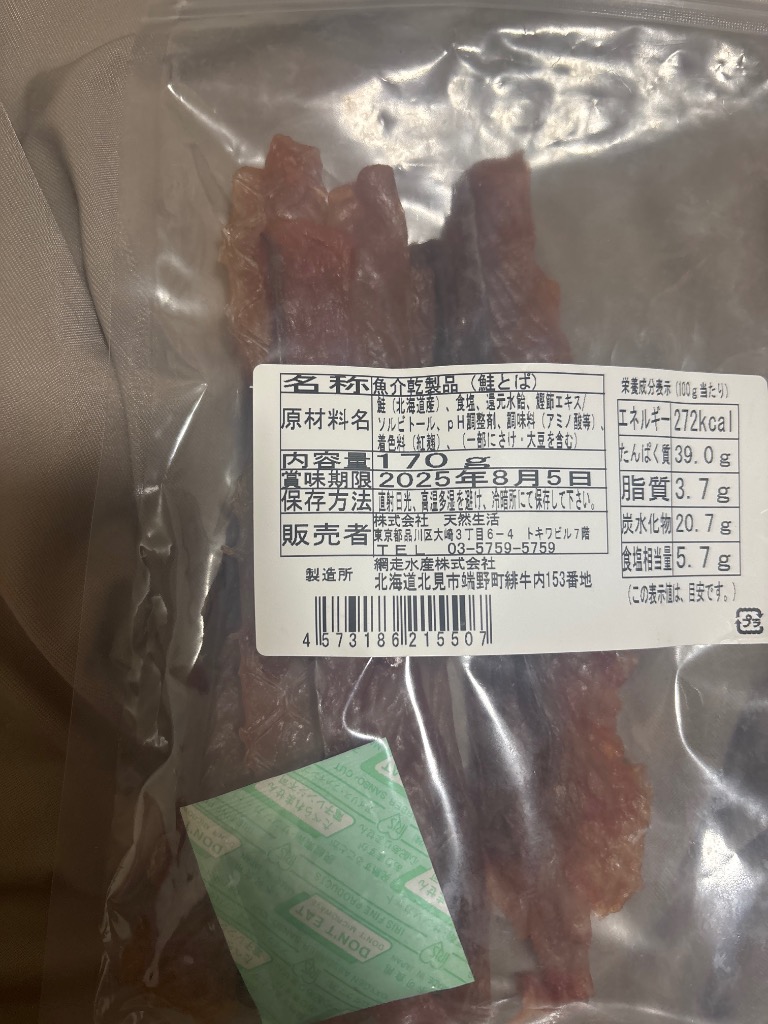 名称 魚介乾製品（鮭とば）
原材料名 鮭（北海道産）、食塩、還元水飴、鰹節エキス/
ソルビトール、pH調整剤、調味料（アミノ酸等）、
着色料（紅麹）、（一部にさけ・大豆を含む）
内容量 170g
賞味期限 2025年8月5日
保存方法 直射日光、高温多湿を避け、冷暗所にて保存して下さい。
販売者 株式会社 天然生活
東京都品川区大崎3丁目6-4 トキワビル7階
TEL 03-5759-5759
製造所 網走水産株式会社
北海道北見市端野町緋牛内153番地
4573186215507
栄養成分表示（100g当たり）
エネルギー 272kcal
たんぱく質 39.0g
脂質 3.7g
炭水化物 20.7g
食塩相当量 5.7g
（この表示値は、目安です。）
プラ
DON'T EAT
DON'T EAT